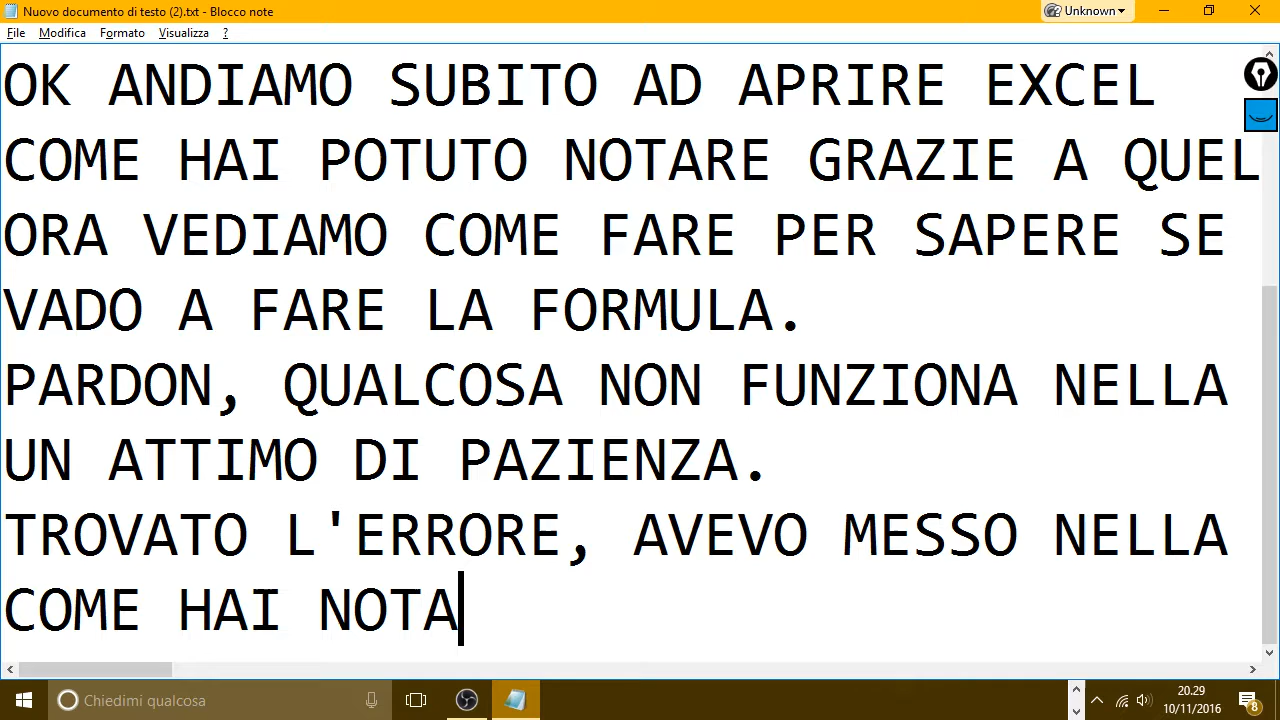 Nuovo documento di testo (2).txt - Blocco note
Unknown
File Modifica Formato Visualizza ?
OK ANDIAMO SUBITO AD APRIRE EXCEL
COME HAI POTUTO NOTARE GRAZIE A QUEL
ORA VEDIAMO COME FARE PER SAPERE SE
VADO A FARE LA FORMULA.
PARDON, QUALCOSA NON FUNZIONA NELLA
UN ATTIMO DI PAZIENZA.
TROVATO L'ERRORE, AVEVO MESSO NELLA
COME HAI NOTA
Chiedimi qualcosa
20.29
10/11/2016
8